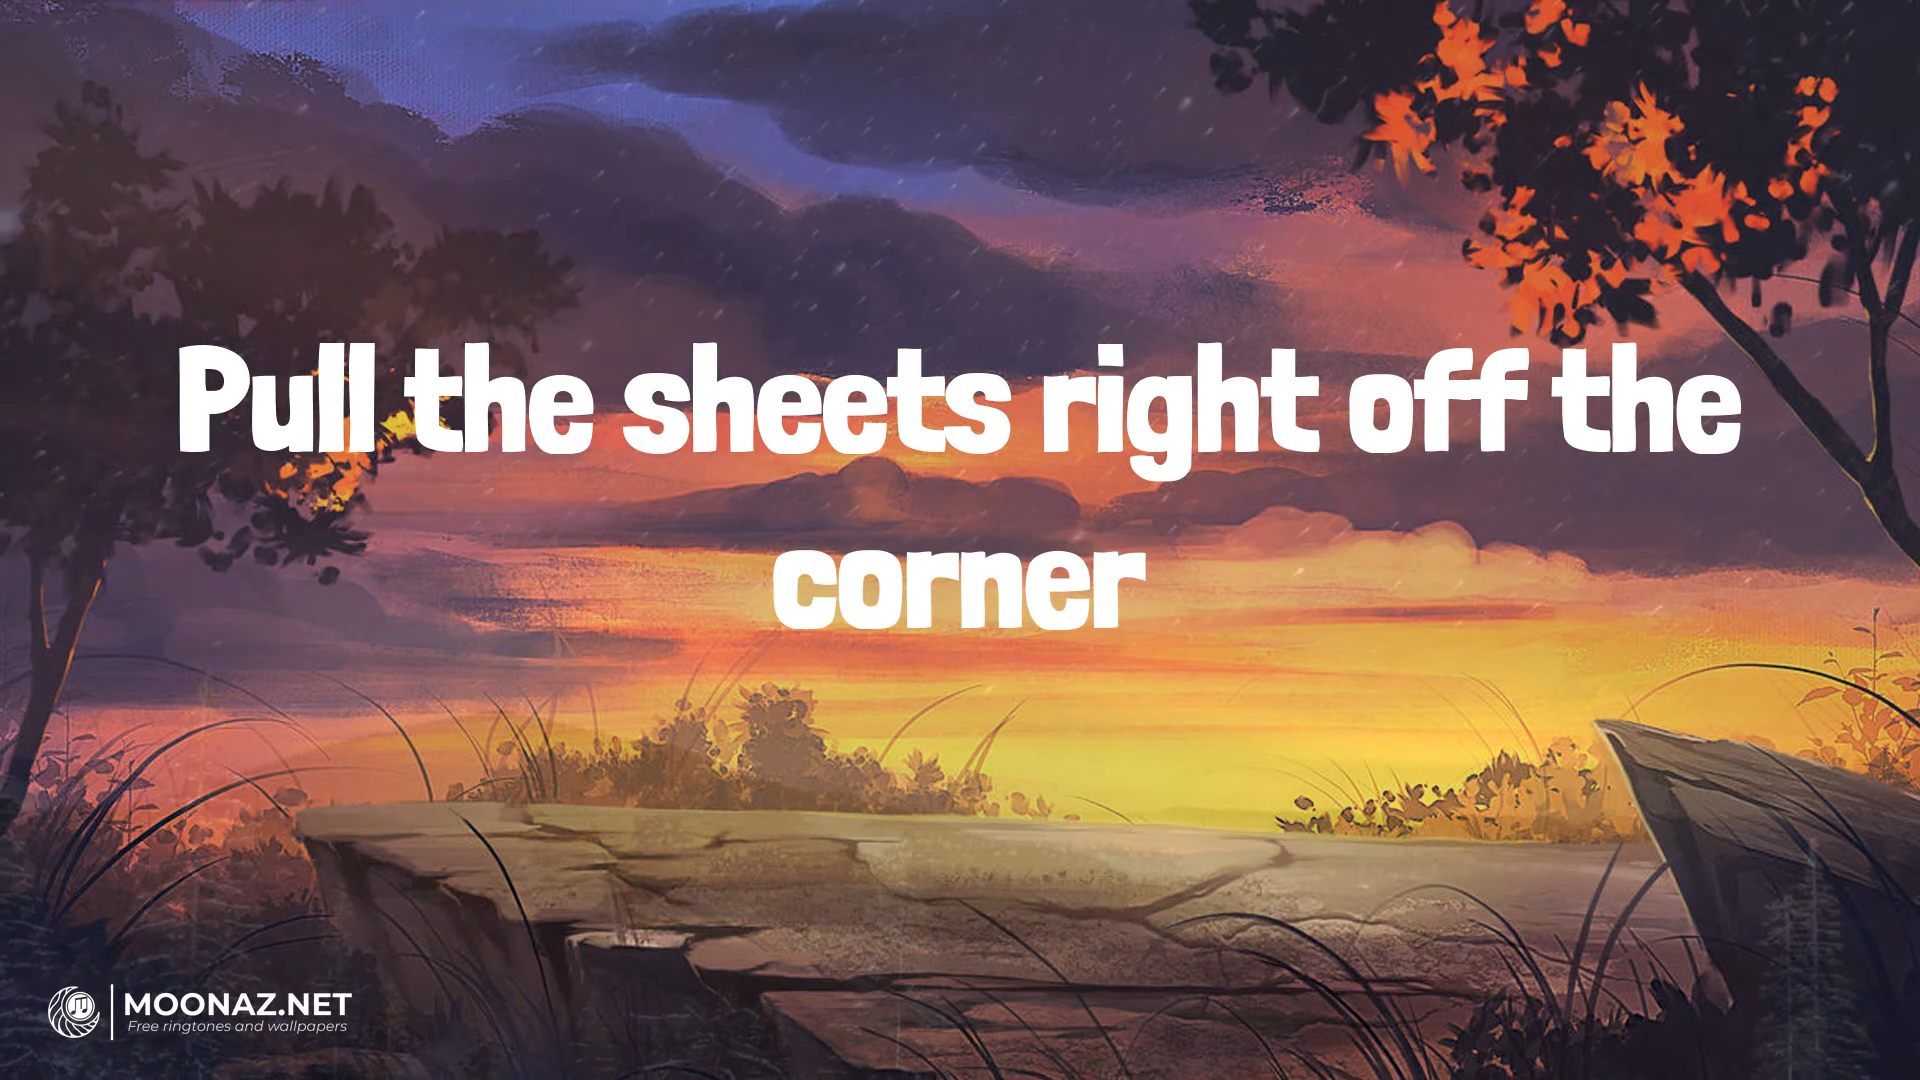 Pull the sheets right off the
corner
MOONAZ.NET
Free ringtones and wallpapers